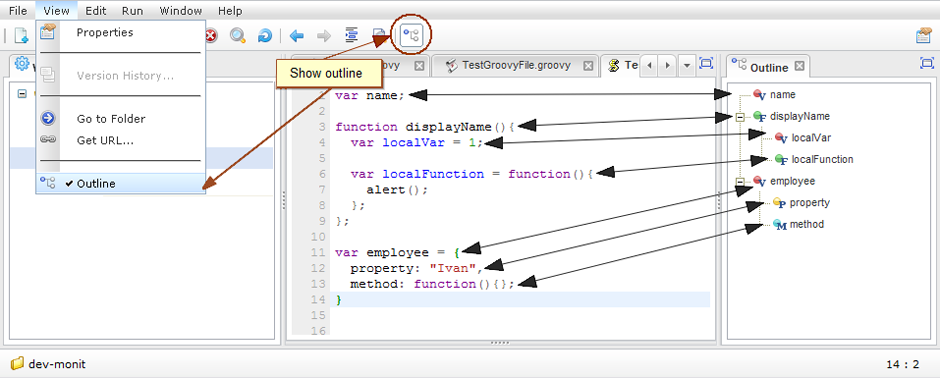 File View Edit Run Window Help
Properties
Version History...
Go to Folder
Get URL...
✓ Outline
Show outline
TestGroovyFile.groovy
Te
Outline
1 var name;
2
3 function displayName(){
4 var localVar = 1;
5
6 var localFunction = function(){
7 alert();
8 };
9 };
10
11 var employee = {
12 property: "Ivan",
13 method: function(){};
14 }
15
16
V name
F displayName
V localVar
F localFunction
V employee
P property
M method
dev-monit
14 : 2